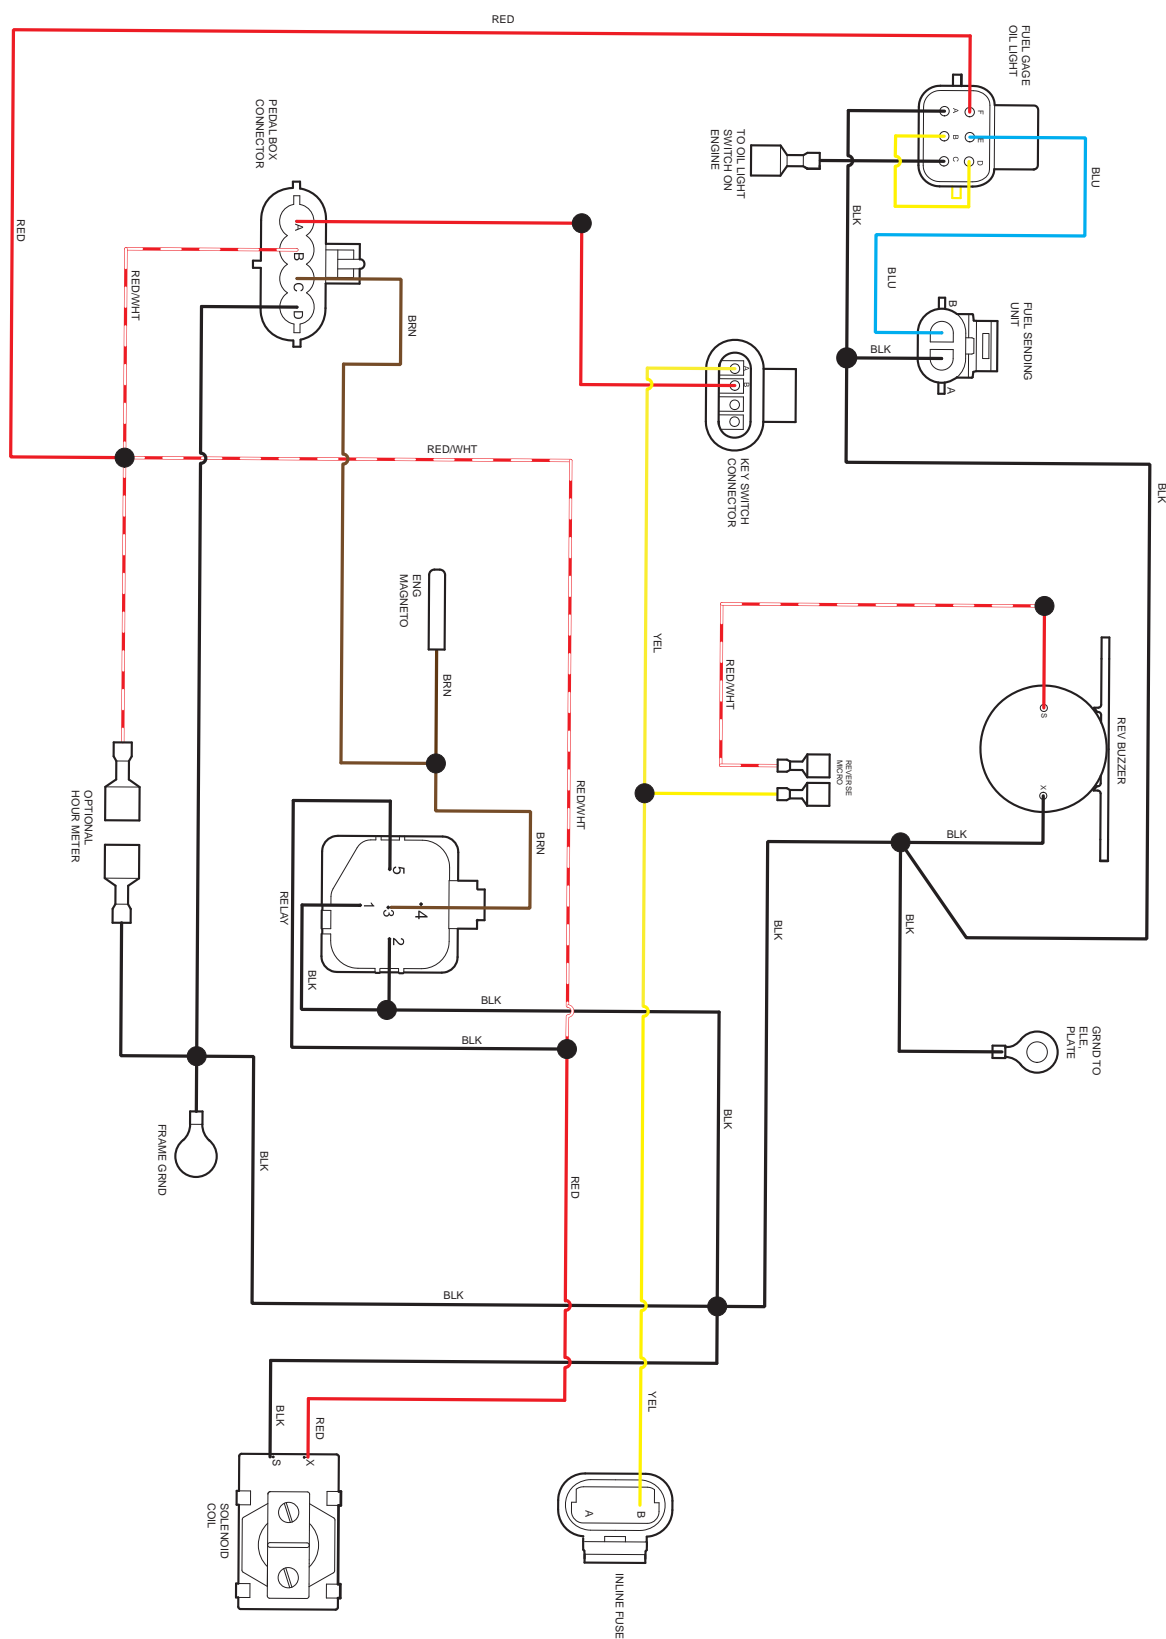 RED
FUEL GAGE
OIL LIGHT
A
F
B
E
C
D
TO OIL LIGHT
SWITCH ON
ENGINE
BLU
PEDAL BOX
CONNECTOR
A
B
C
D
RED
RED/WHT
BRN
BLK
BLU
BLK
B
A
FUEL SENDING
UNIT
A
B
KEY SWITCH
CONNECTOR
RED/WHT
BLK
ENG
MAGNETO
BRN
YEL
RED/WHT
S
X
REV BUZZER
REVERSE
MICRO
OPTIONAL
HOUR METER
RED/WHT
BRN
BLK
RELAY
5
1
3
4
2
BLK
BLK
BLK
BLK
BLK
GRND TO
ELE,
PLATE
FRAME GRND
BLK
BLK
RED
BLK
BLK
RED
YEL
S
X
SOLENOID
COIL
A
B
INLINE FUSE